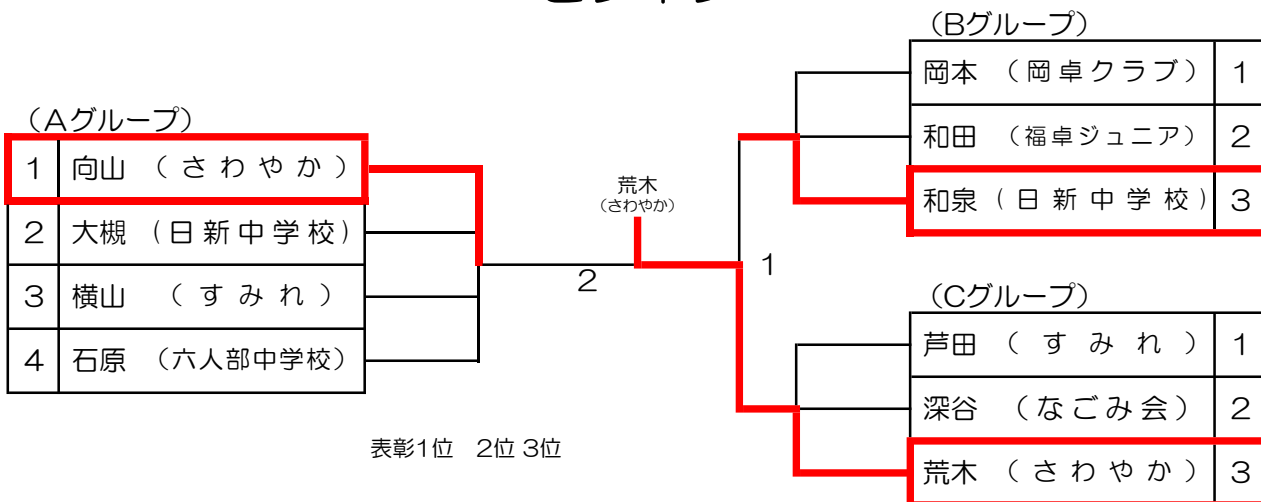 （Aグループ）
1 向山 （さわやか）
2 大槻 （日新中学校）
3 横山 （すみれ）
4 石原 （六人部中学校）
荒木
（さわやか）
2
1
（Bグループ）
岡本 （岡卓クラブ） 1
和田 （福卓ジュニア） 2
和泉 （日新中学校） 3
（Cグループ）
芦田 （すみれ） 1
深谷 （なごみ会） 2
荒木 （さわやか） 3
表彰1位 2位 3位